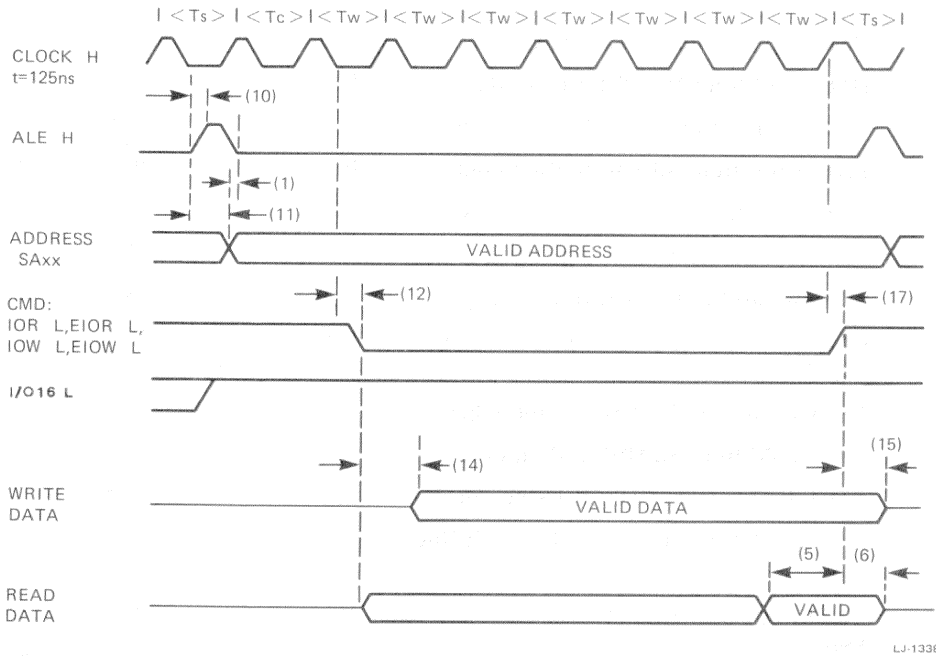 I < Ts > I < Tc > I < Tw > I < Tw > I < Tw > I < Tw > I < Tw > I < Tw > I < Tw > I < Ts > I
CLOCK H
t=125ns
(10)
ALE H
(1)
(11)
ADDRESS
SAxx
VALID ADDRESS
(12)
(17)
CMD:
IOR L,EIOR L,
IOW L,EIOW L
I/O16 L
(14)
(15)
WRITE
DATA
VALID DATA
(5)
(6)
READ
DATA
VALID
LJ-1338